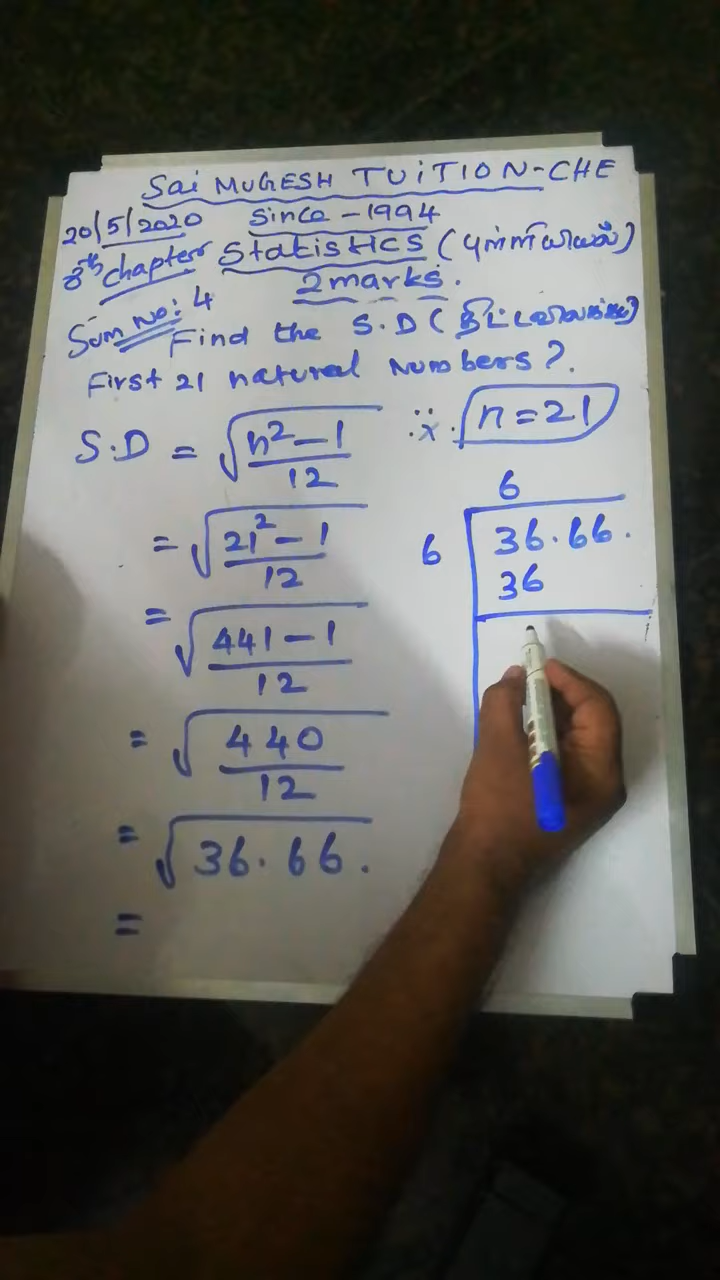 Sai MUGESH TUiTiON-CHE
20/5/2020 Since -1994
8th chapter Statistics (புள்ளியியல்)
2marks.
Sum No: 4
Find the S.D (திட்டவிலக்கம்)
First 21 natural Numbers?.
S.D = √(n² - 1)/12 ∵ n = 21
= √(21² - 1)/12
= √(441 - 1)/12
= √440/12
= √36.66.
=
6
6 36.66.
36